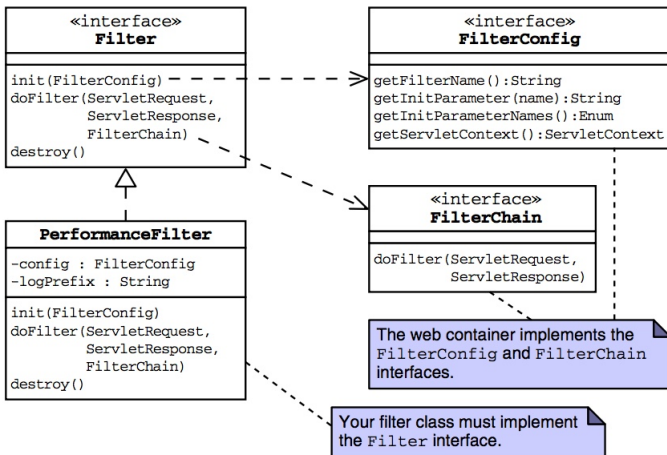 «interface»
Filter
init(FilterConfig)
doFilter(ServletRequest,
ServletResponse,
FilterChain)
destroy()
«interface»
FilterConfig
getFilterName():String
getInitParameter(name):String
getInitParameterNames():Enum
getServletContext():ServletContext
«interface»
FilterChain
doFilter(ServletRequest,
ServletResponse)
PerformanceFilter
-config : FilterConfig
-logPrefix : String
init(FilterConfig)
doFilter(ServletRequest,
ServletResponse,
FilterChain)
destroy()
The web container implements the
FilterConfig and FilterChain
interfaces.
Your filter class must implement
the Filter interface.